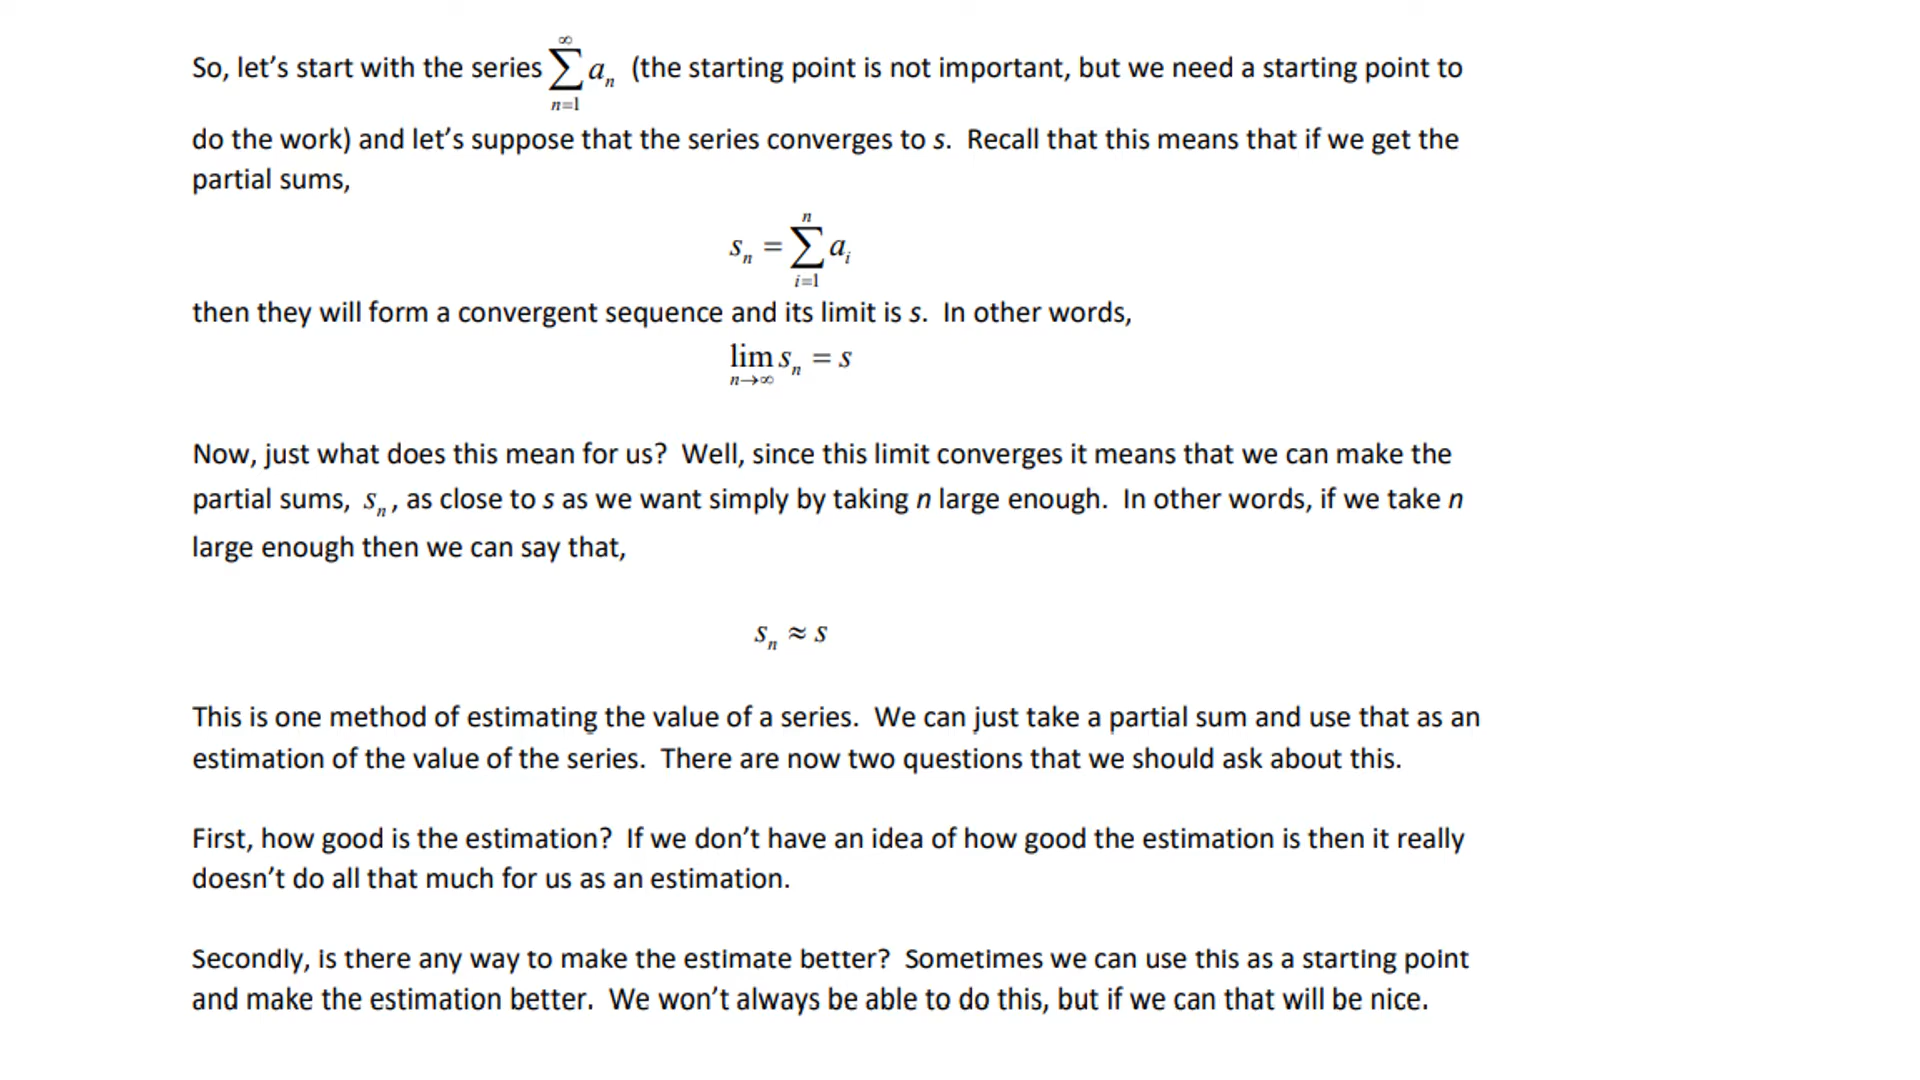 So, let's start with the series $\sum_{n=1}^{\infty} a_n$ (the starting point is not important, but we need a starting point to
do the work) and let's suppose that the series converges to s. Recall that this means that if we get the
partial sums,
$s_n = \sum_{i=1}^{n} a_i$
then they will form a convergent sequence and its limit is s. In other words,
$\lim_{n \to \infty} s_n = s$
Now, just what does this mean for us? Well, since this limit converges it means that we can make the
partial sums, $s_n$, as close to s as we want simply by taking n large enough. In other words, if we take n
large enough then we can say that,
$s_n \approx s$
This is one method of estimating the value of a series. We can just take a partial sum and use that as an
estimation of the value of the series. There are now two questions that we should ask about this.
First, how good is the estimation? If we don't have an idea of how good the estimation is then it really
doesn't do all that much for us as an estimation.
Secondly, is there any way to make the estimate better? Sometimes we can use this as a starting point
and make the estimation better. We won't always be able to do this, but if we can that will be nice.